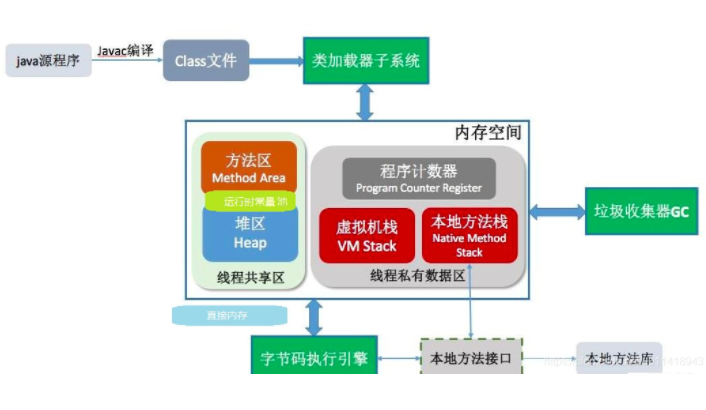 java源程序
Javac编译
Class文件
类加载器子系统
内存空间
方法区
Method Area
运行时常量池
堆区
Heap
线程共享区
程序计数器
Program Counter Register
虚拟机栈
VM Stack
本地方法栈
Native Method
Stack
线程私有数据区
垃圾收集器GC
直接内存
字节码执行引擎
本地方法接口
本地方法库